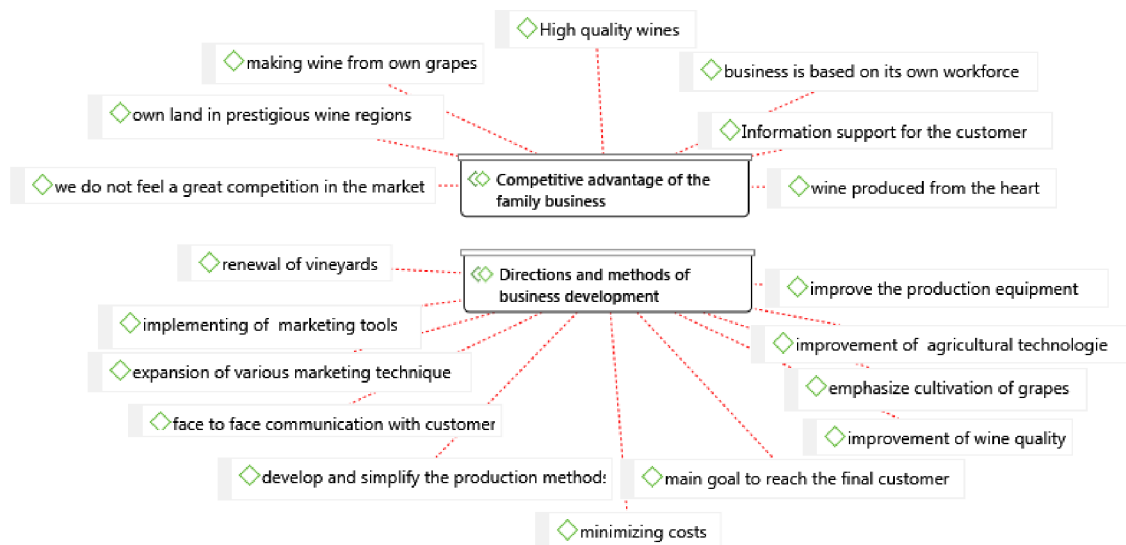 High quality wines
making wine from own grapes
business is based on its own workforce
own land in prestigious wine regions
Information support for the customer
we do not feel a great competition in the market
Competitive advantage of the
family business
wine produced from the heart
renewal of vineyards
Directions and methods of
business development
improve the production equipment
implementing of marketing tools
improvement of agricultural technologie
expansion of various marketing technique
emphasize cultivation of grapes
face to face communication with customer
improvement of wine quality
develop and simplify the production methods
main goal to reach the final customer
minimizing costs